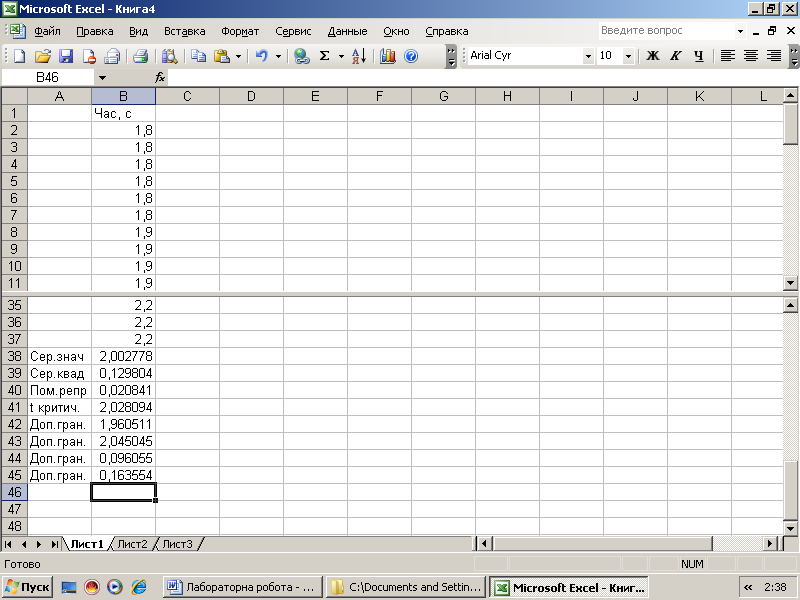 Microsoft Excel - Книга4
Файл Правка Вид Вставка Формат Сервис Данные Окно Справка
Введите вопрос
Arial Cyr 10 Ж К Ч
B46 fx
A B C D E F G H I J K L
1 Час, с
2 1,8
3 1,8
4 1,8
5 1,8
6 1,8
7 1,8
8 1,9
9 1,9
10 1,9
11 1,9
35 2,2
36 2,2
37 2,2
38 Сер.знач 2,002778
39 Сер.квад 0,129804
40 Пом.репр 0,020841
41 t критич. 2,028094
42 Доп.гран. 1,960511
43 Доп.гран. 2,045045
44 Доп.гран. 0,096055
45 Доп.гран. 0,163554
46
47
48
Лист1 Лист2 Лист3
Готово NUM
Пуск Лабораторна робота - ... C:\Documents and Settin... Microsoft Excel - Книг... « 2:38